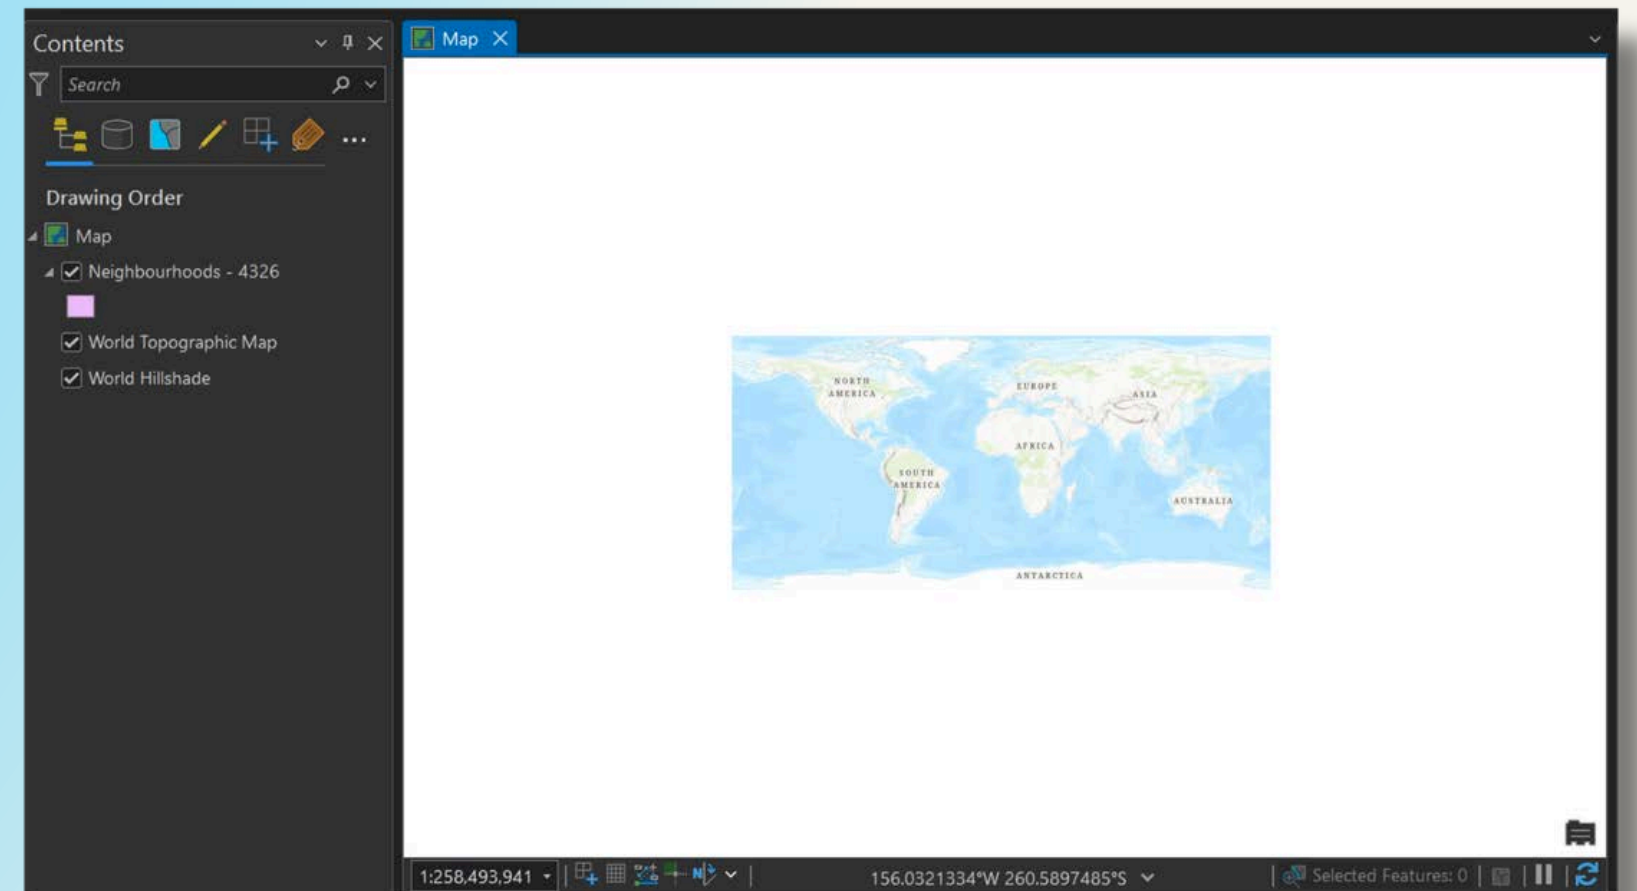 Contents
Search
Drawing Order
Map
Neighbourhoods - 4326
World Topographic Map
World Hillshade
Map
NORTH
AMERICA
EUROPE
ASIA
AFRICA
SOUTH
AMERICA
AUSTRALIA
ANTARCTICA
1:258,493,941
N
156.0321334°W 260.5897485°S
Selected Features: 0